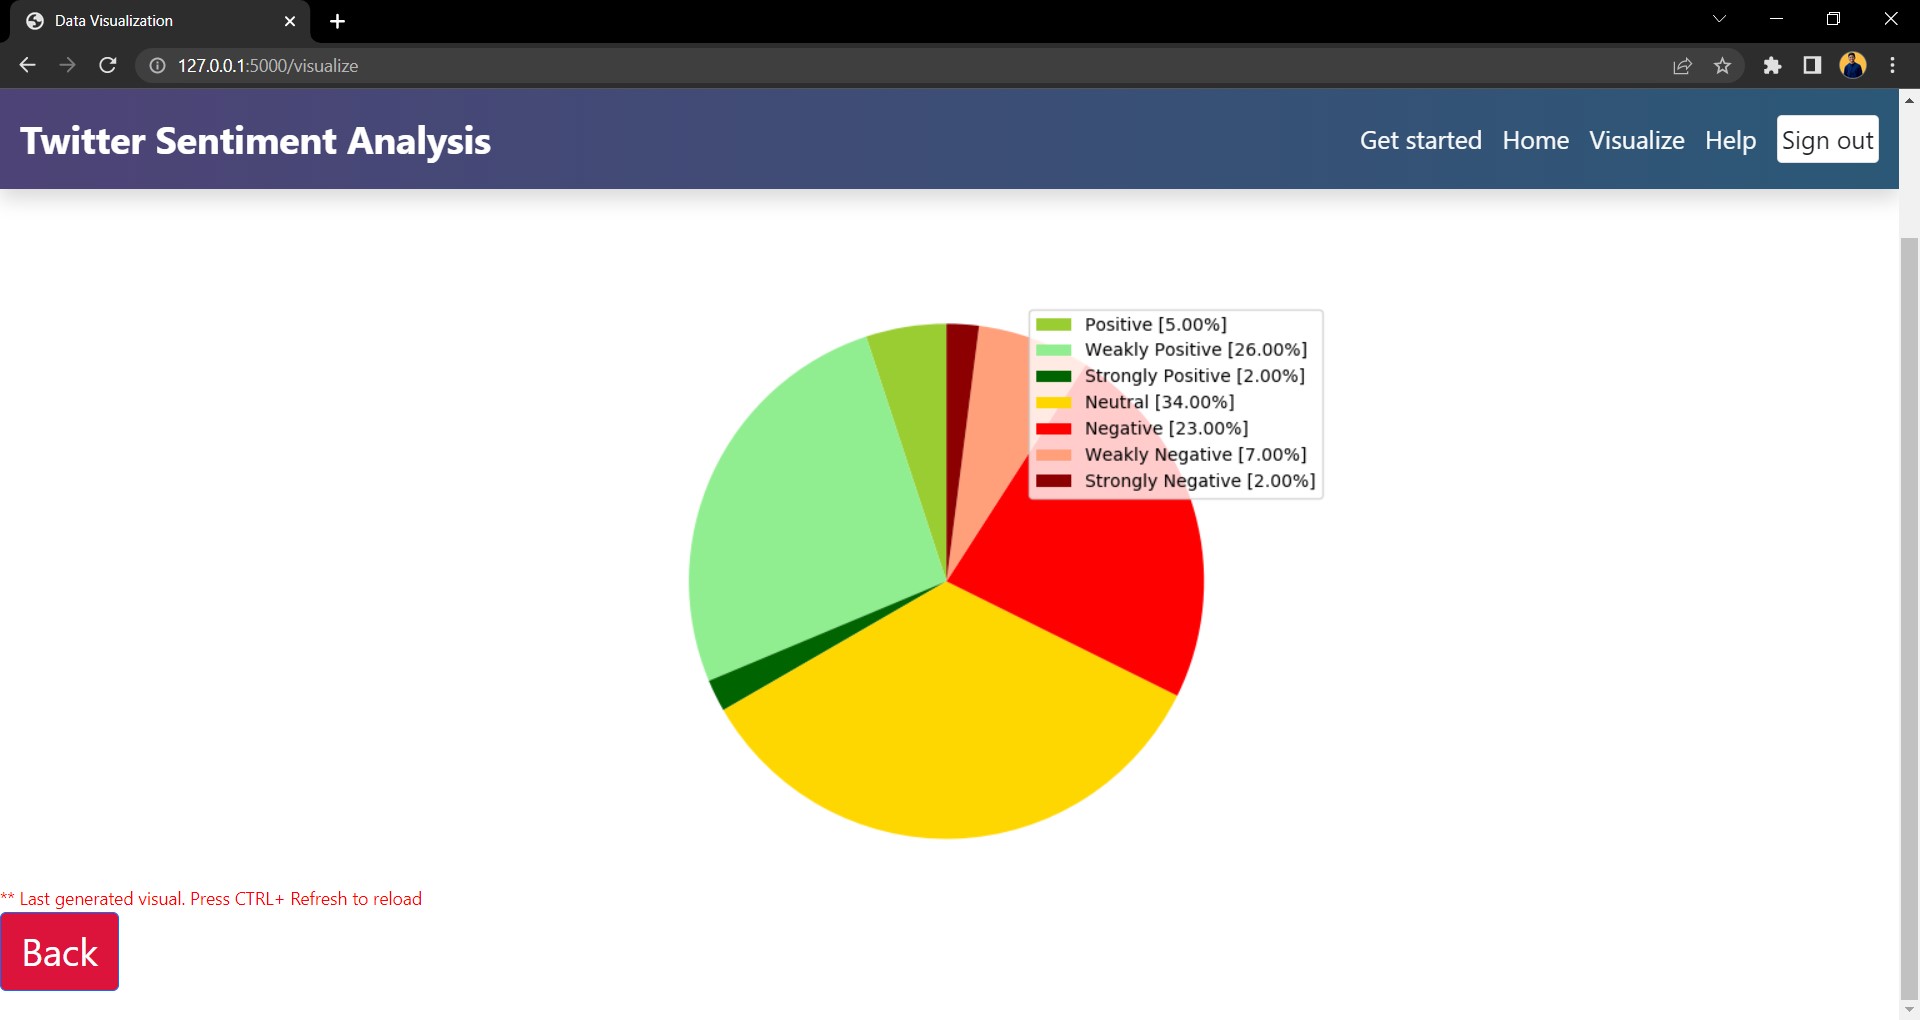 Data Visualization
127.0.0.1:5000/visualize
Twitter Sentiment Analysis
Get started Home Visualize Help Sign out
Positive [5.00%]
Weakly Positive [26.00%]
Strongly Positive [2.00%]
Neutral [34.00%]
Negative [23.00%]
Weakly Negative [7.00%]
Strongly Negative [2.00%]
** Last generated visual. Press CTRL+ Refresh to reload
Back